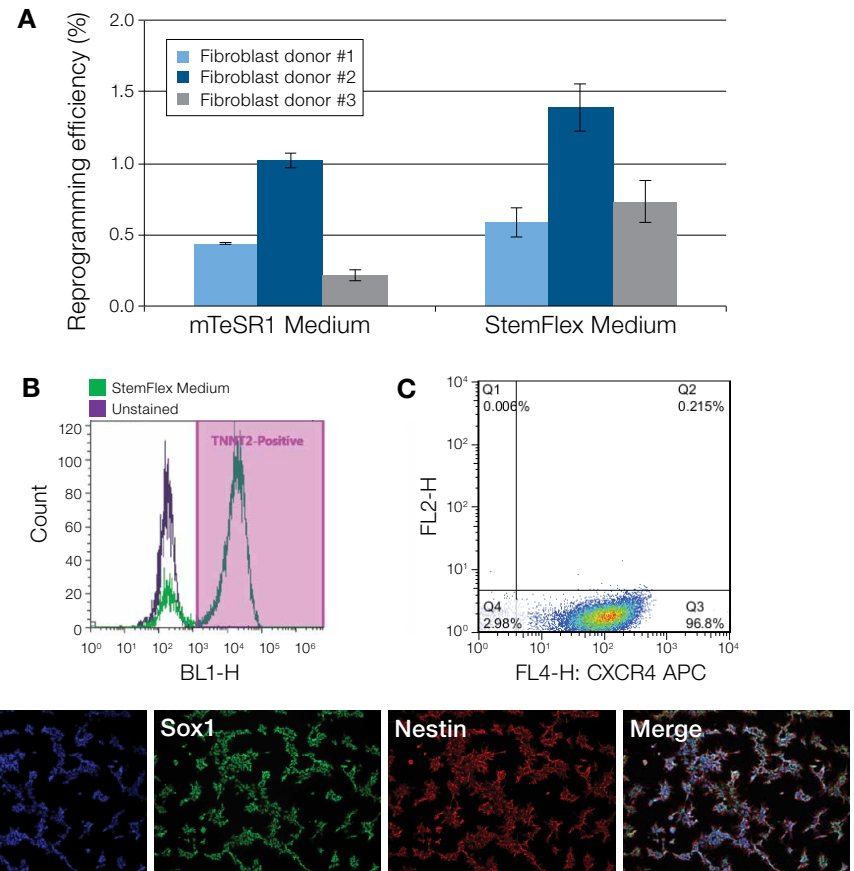 A
Reprogramming efficiency (%)
2.0
1.5
1.0
0.5
0.0
Fibroblast donor #1
Fibroblast donor #2
Fibroblast donor #3
mTeSR1 Medium
StemFlex Medium
B
StemFlex Medium
Unstained
TNNT2-Positive
Count
120
100
80
60
40
20
0
10⁰ 10¹ 10² 10³ 10⁴ 10⁵ 10⁶
BL1-H
C
FL2-H
10⁴
10²
10²
10¹
10⁰
Q1
0.006%
Q2
0.215%
Q4
2.98%
Q3
96.8%
10⁰ 10¹ 10² 10³ 10⁴
FL4-H: CXCR4 APC
Sox1
Nestin
Merge